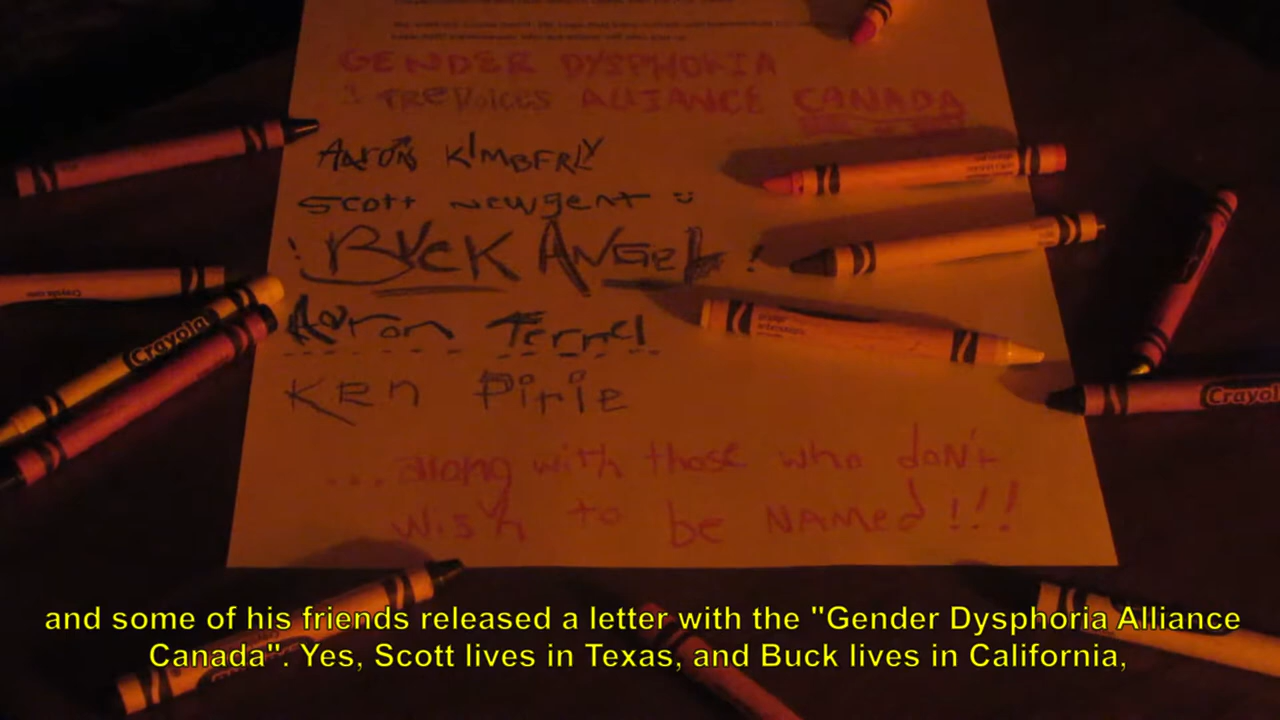 GENDER DYSPHORIA
ALLIANCE CANADA
Aaron KIMBERLY
Scott Newgent
! BUCK ANGEL !
Aaron Terrel
Ken Pirie
...along with those who don't
wish to be NAMED!!!
Crayola
Crayol
and some of his friends released a letter with the "Gender Dysphoria Alliance
Canada". Yes, Scott lives in Texas, and Buck lives in California,